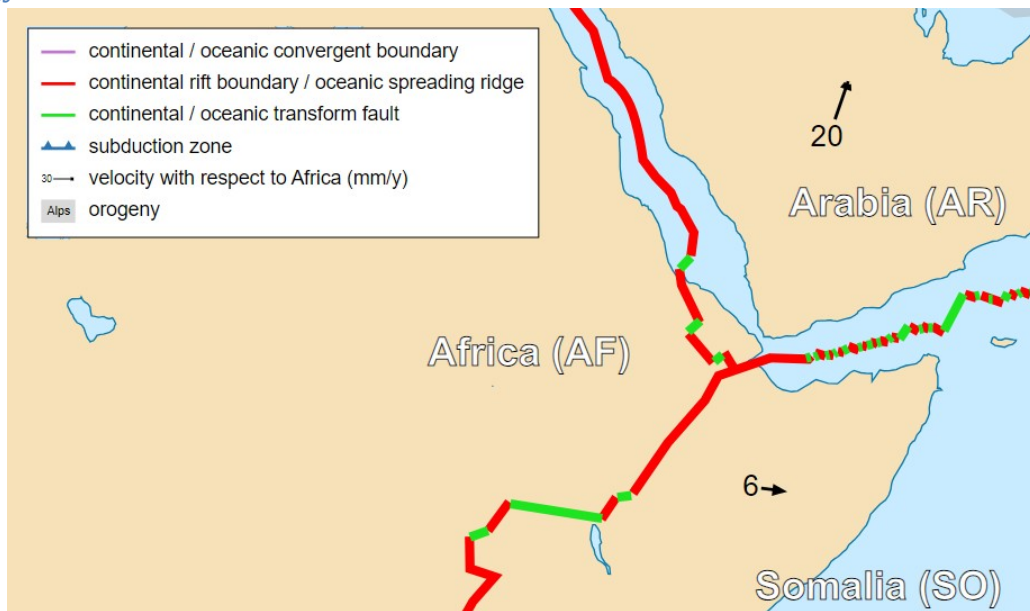 continental / oceanic convergent boundary
continental rift boundary / oceanic spreading ridge
continental / oceanic transform fault
subduction zone
30 velocity with respect to Africa (mm/y)
Alps orogeny
20
Arabia (AR)
Africa (AF)
6
Somalia (SO)